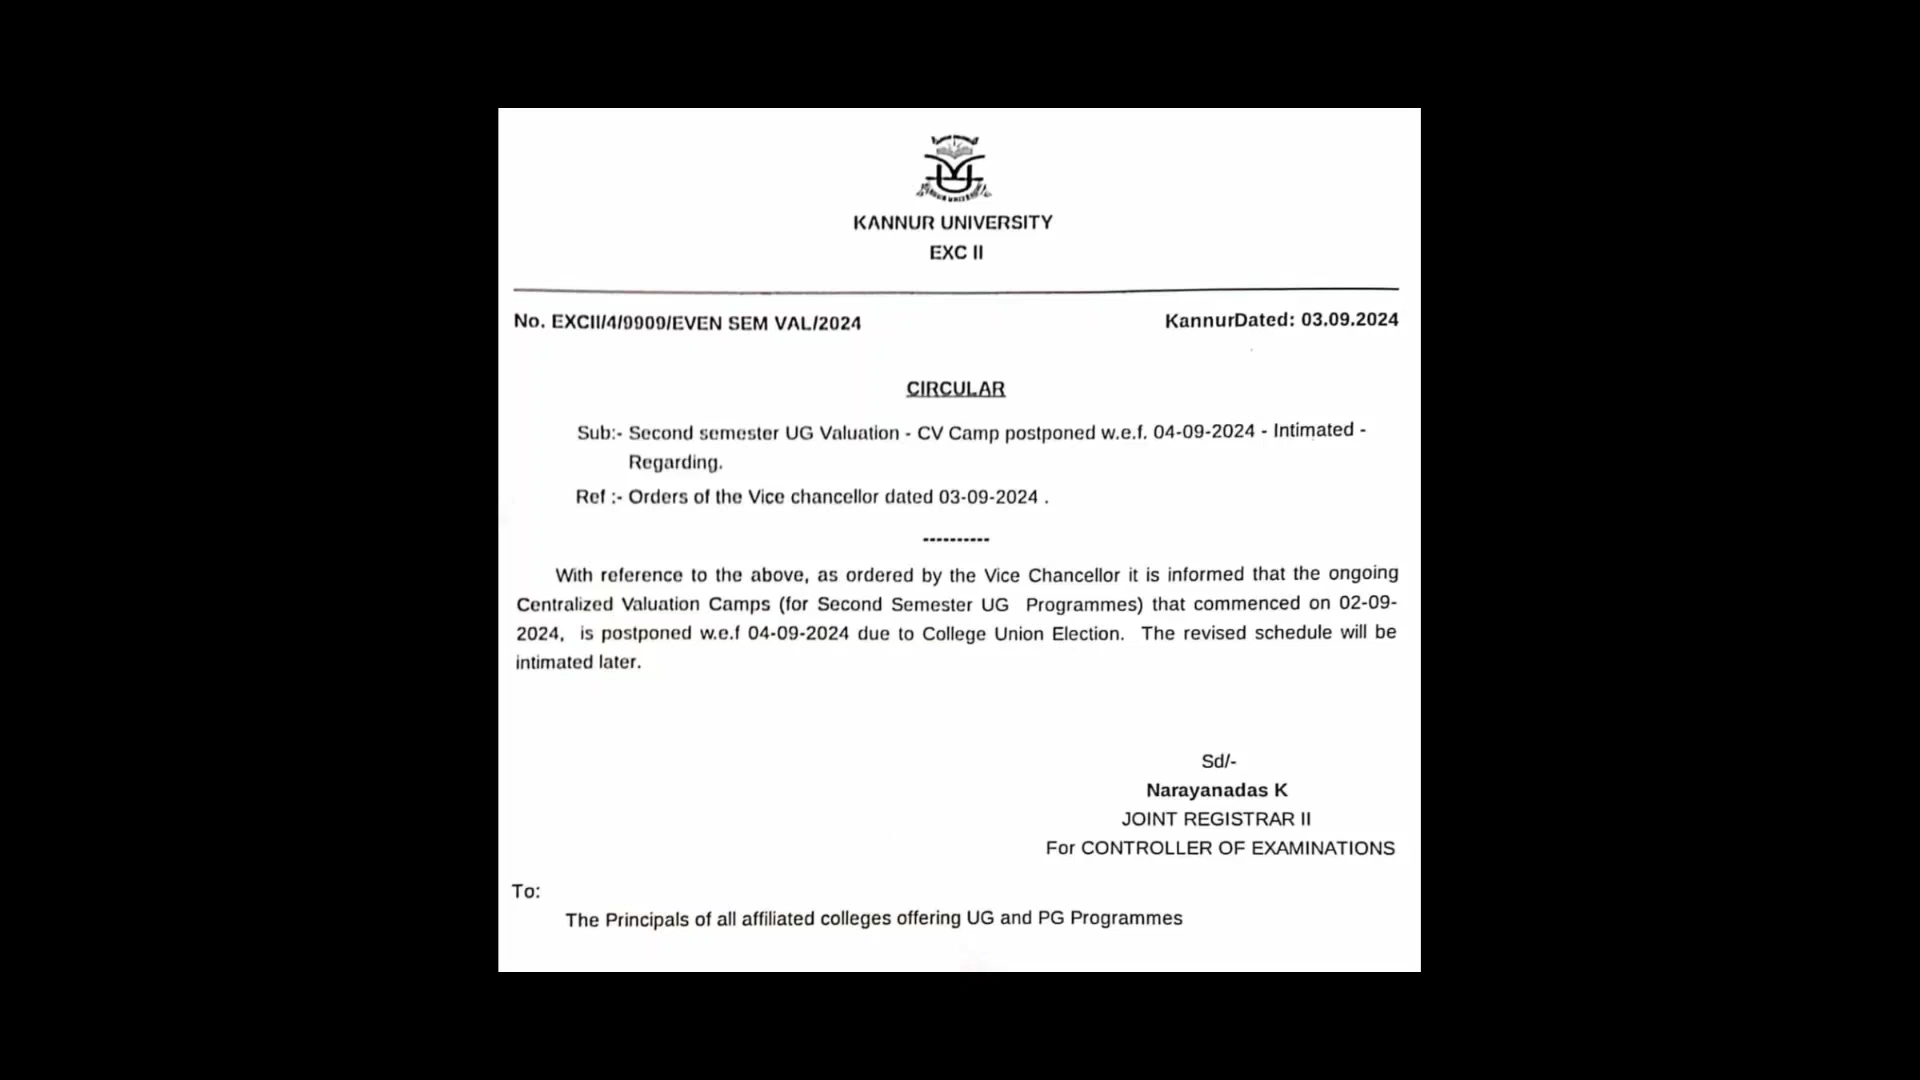 KANNUR UNIVERSITY
KANNUR UNIVERSITY
EXC II
No. EXCII/4/9909/EVEN SEM VAL/2024
KannurDated: 03.09.2024
CIRCULAR
Sub:- Second semester UG Valuation - CV Camp postponed w.e.f. 04-09-2024 - Intimated -
Regarding.
Ref :- Orders of the Vice chancellor dated 03-09-2024 .
----------
With reference to the above, as ordered by the Vice Chancellor it is informed that the ongoing
Centralized Valuation Camps (for Second Semester UG Programmes) that commenced on 02-09-
2024, is postponed w.e.f 04-09-2024 due to College Union Election. The revised schedule will be
intimated later.
Sd/-
Narayanadas K
JOINT REGISTRAR II
For CONTROLLER OF EXAMINATIONS
To:
The Principals of all affiliated colleges offering UG and PG Programmes